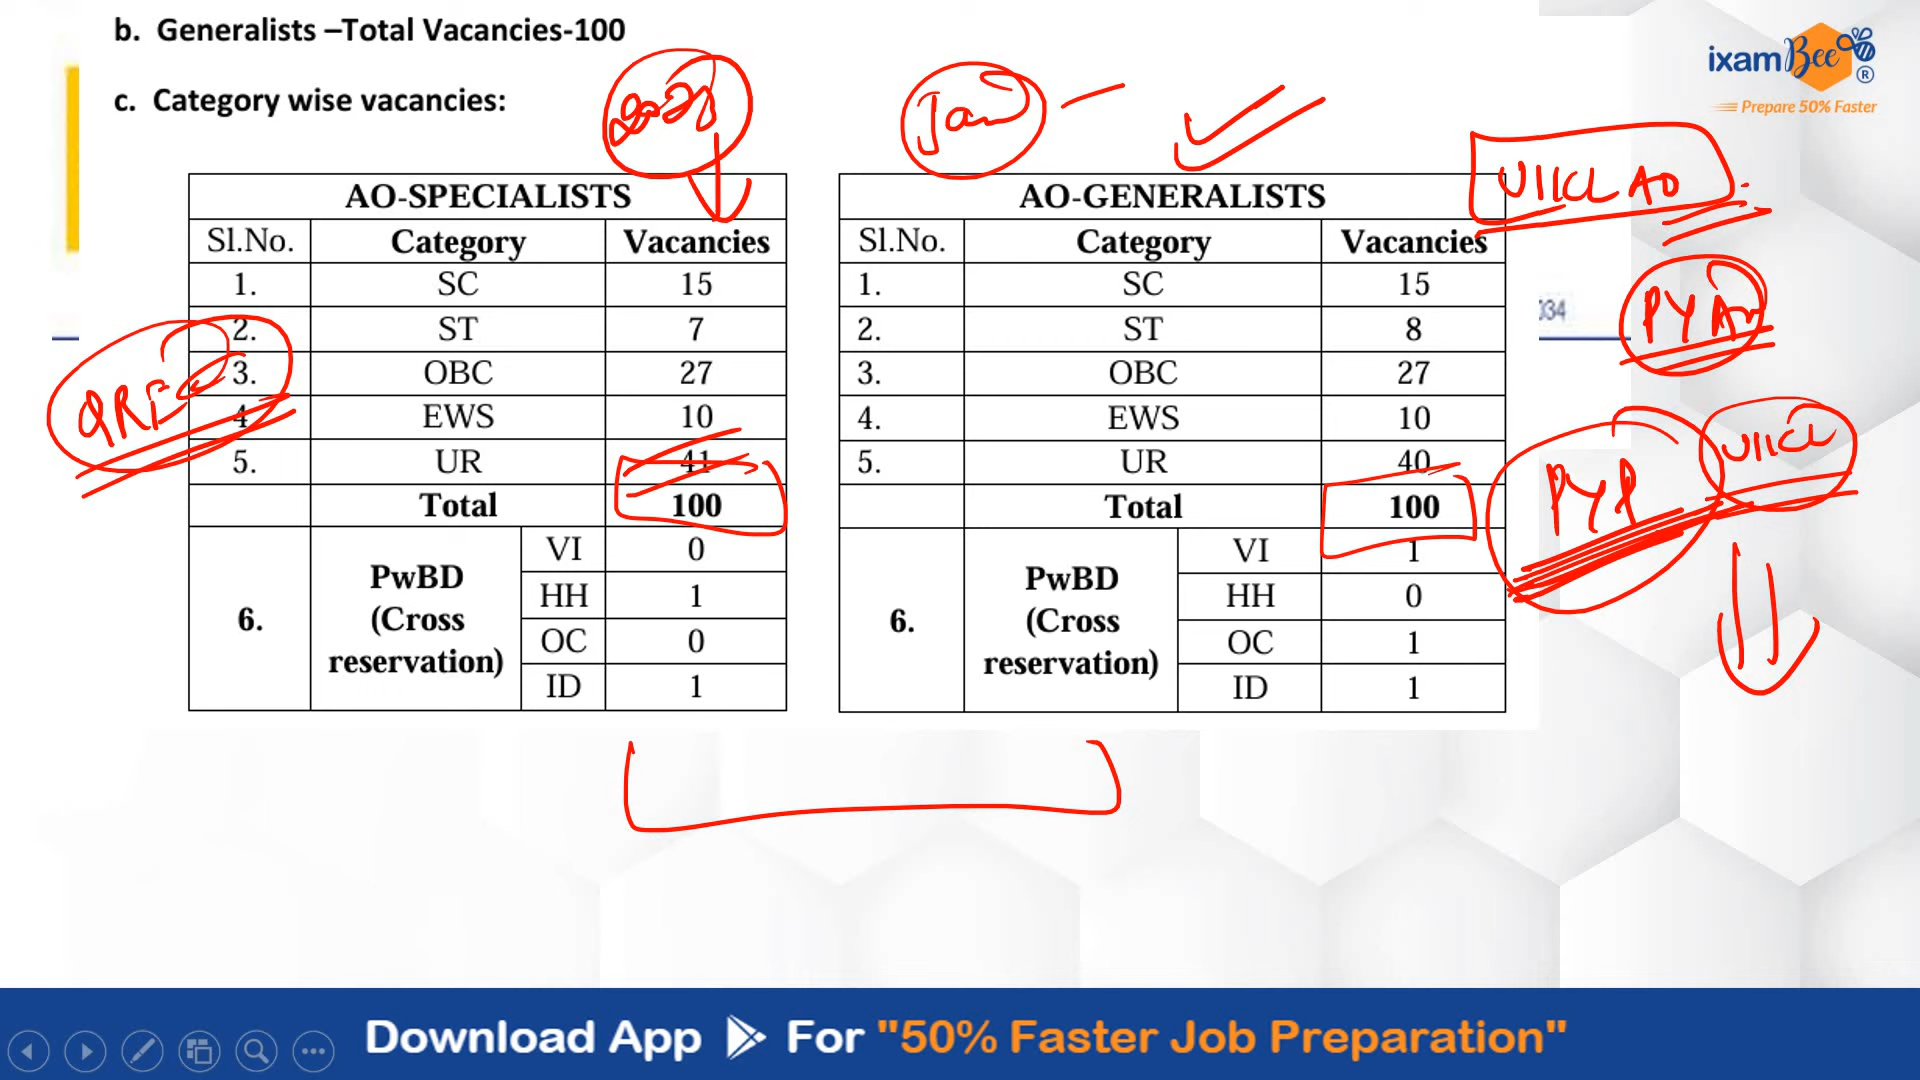 b. Generalists –Total Vacancies-100
c. Category wise vacancies:
ixamBee ®
Prepare 50% Faster
Jan
UIICL AO
AO-SPECIALISTS
Sl.No. Category Vacancies
1. SC 15
2. ST 7
3. OBC 27
4. EWS 10
5. UR 41
Total 100
6. PwBD (Cross reservation) VI 0
HH 1
OC 0
ID 1
AO-GENERALISTS
Sl.No. Category Vacancies
1. SC 15
2. ST 8
3. OBC 27
4. EWS 10
5. UR 40
Total 100
6. PwBD (Cross reservation) VI 1
HH 0
OC 1
ID 1
034
PYP
UIICL
Download App For "50% Faster Job Preparation"